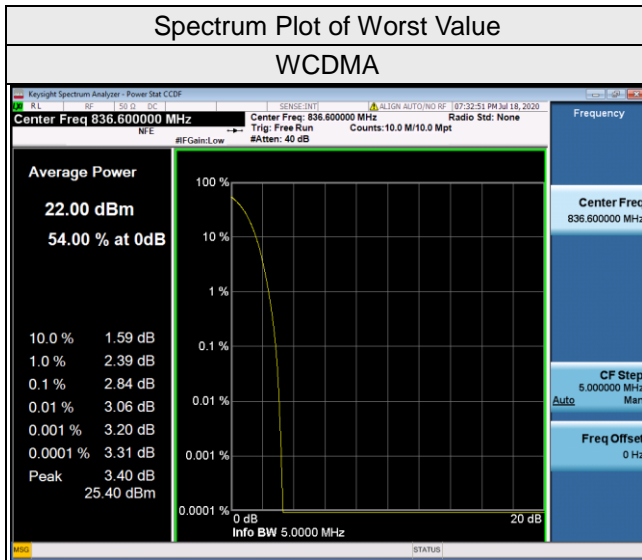 Spectrum Plot of Worst Value
WCDMA
Keysight Spectrum Analyzer - Power Stat CCDF
RL RF 50 Ω DC SENSE:INT ALIGN AUTO/NO RF 07:32:51 PM Jul 18, 2020
Center Freq 836.600000 MHz
NFE
#IFGain:Low
Center Freq: 836.600000 MHz Radio Std: None
Trig: Free Run Counts:10.0 M/10.0 Mpt
#Atten: 40 dB
Average Power
22.00 dBm
54.00 % at 0dB
10.0 % 1.59 dB
1.0 % 2.39 dB
0.1 % 2.84 dB
0.01 % 3.06 dB
0.001 % 3.20 dB
0.0001 % 3.31 dB
Peak 3.40 dB
25.40 dBm
100 %
10 %
1 %
0.1 %
0.01 %
0.001 %
0.0001 %
0 dB 20 dB
Info BW 5.0000 MHz
Frequency
Center Freq
836.600000 MHz
CF Step
5.000000 MHz
Auto Man
Freq Offset
0 Hz
MSG STATUS